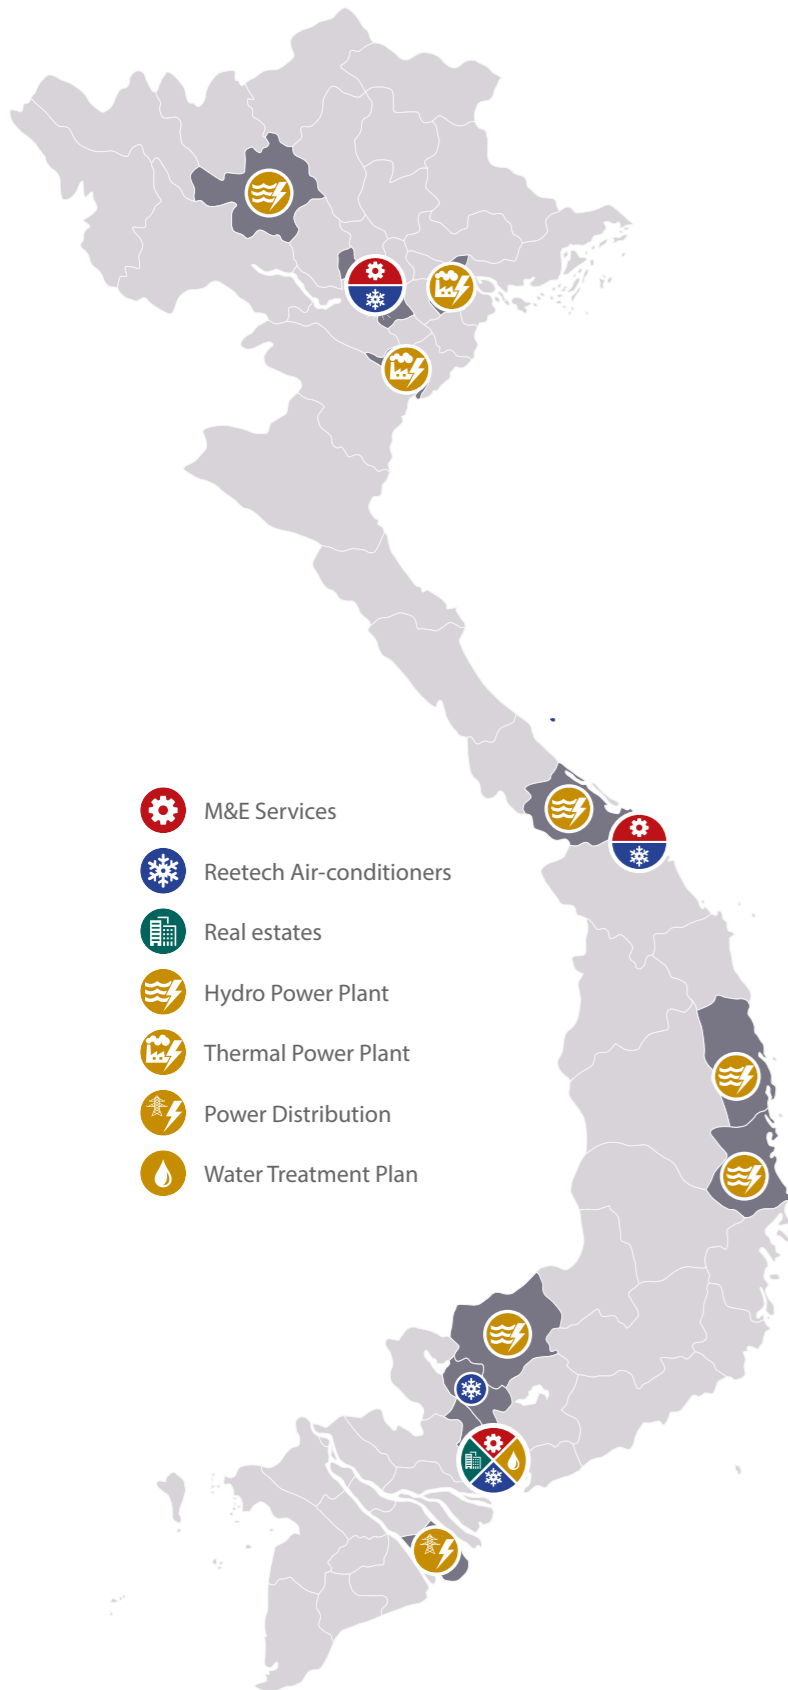 M&E Services
Reetech Air-conditioners
Real estates
Hydro Power Plant
Thermal Power Plant
Power Distribution
Water Treatment Plan